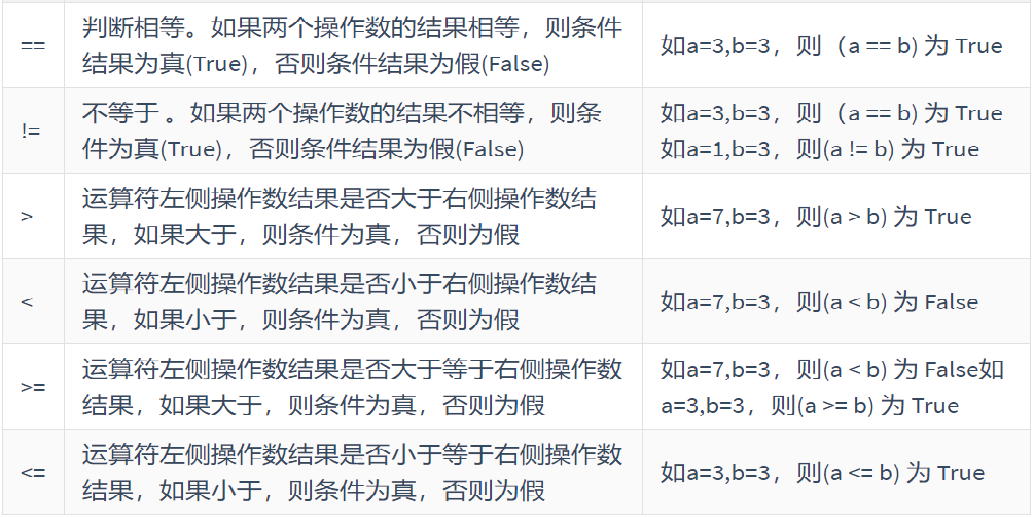 ==
判断相等。如果两个操作数的结果相等，则条件
结果为真(True)，否则条件结果为假(False)
如a=3,b=3，则（a == b) 为 True
!=
不等于 。如果两个操作数的结果不相等，则条
件为真(True)，否则条件结果为假(False)
如a=3,b=3，则（a == b) 为 True
如a=1,b=3，则(a != b) 为 True
>
运算符左侧操作数结果是否大于右侧操作数结
果，如果大于，则条件为真，否则为假
如a=7,b=3，则(a > b) 为 True
<
运算符左侧操作数结果是否小于右侧操作数结
果，如果小于，则条件为真，否则为假
如a=7,b=3，则(a < b) 为 False
>=
运算符左侧操作数结果是否大于等于右侧操作数
结果，如果大于，则条件为真，否则为假
如a=7,b=3，则(a < b) 为 False如
a=3,b=3，则(a >= b) 为 True
<=
运算符左侧操作数结果是否小于等于右侧操作数
结果，如果小于，则条件为真，否则为假
如a=3,b=3，则(a <= b) 为 True